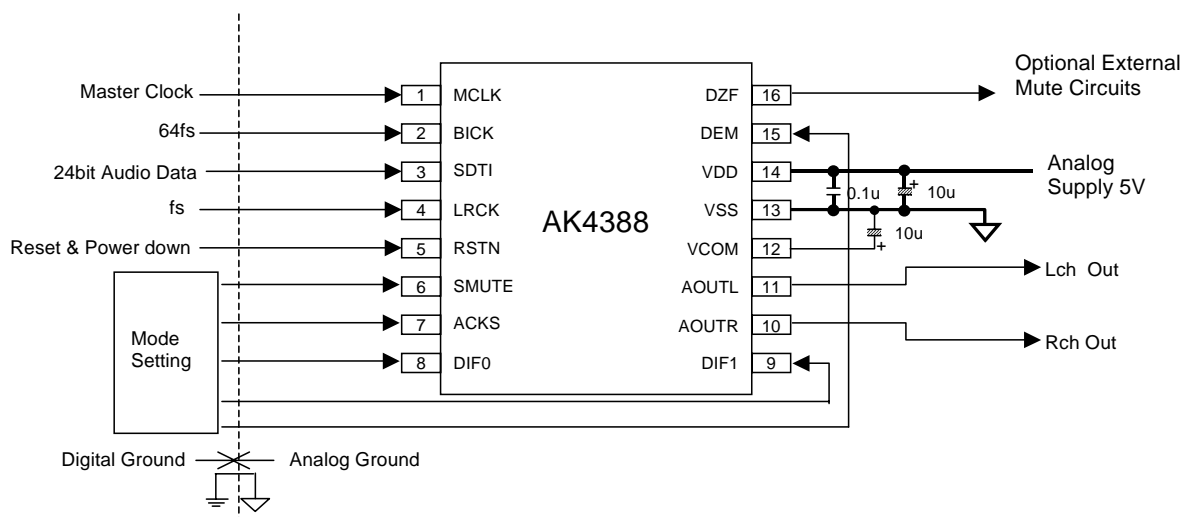 Master Clock
64fs
24bit Audio Data
fs
Reset & Power down
Mode
Setting
1 MCLK
2 BICK
3 SDTI
4 LRCK
5 RSTN
6 SMUTE
7 ACKS
8 DIF0
AK4388
DZF 16
DEM 15
VDD 14
VSS 13
VCOM 12
AOUTL 11
AOUTR 10
DIF1 9
Optional External
Mute Circuits
Analog
Supply 5V
0.1u
+ 10u
10u
+
Lch Out
Rch Out
Digital Ground
Analog Ground